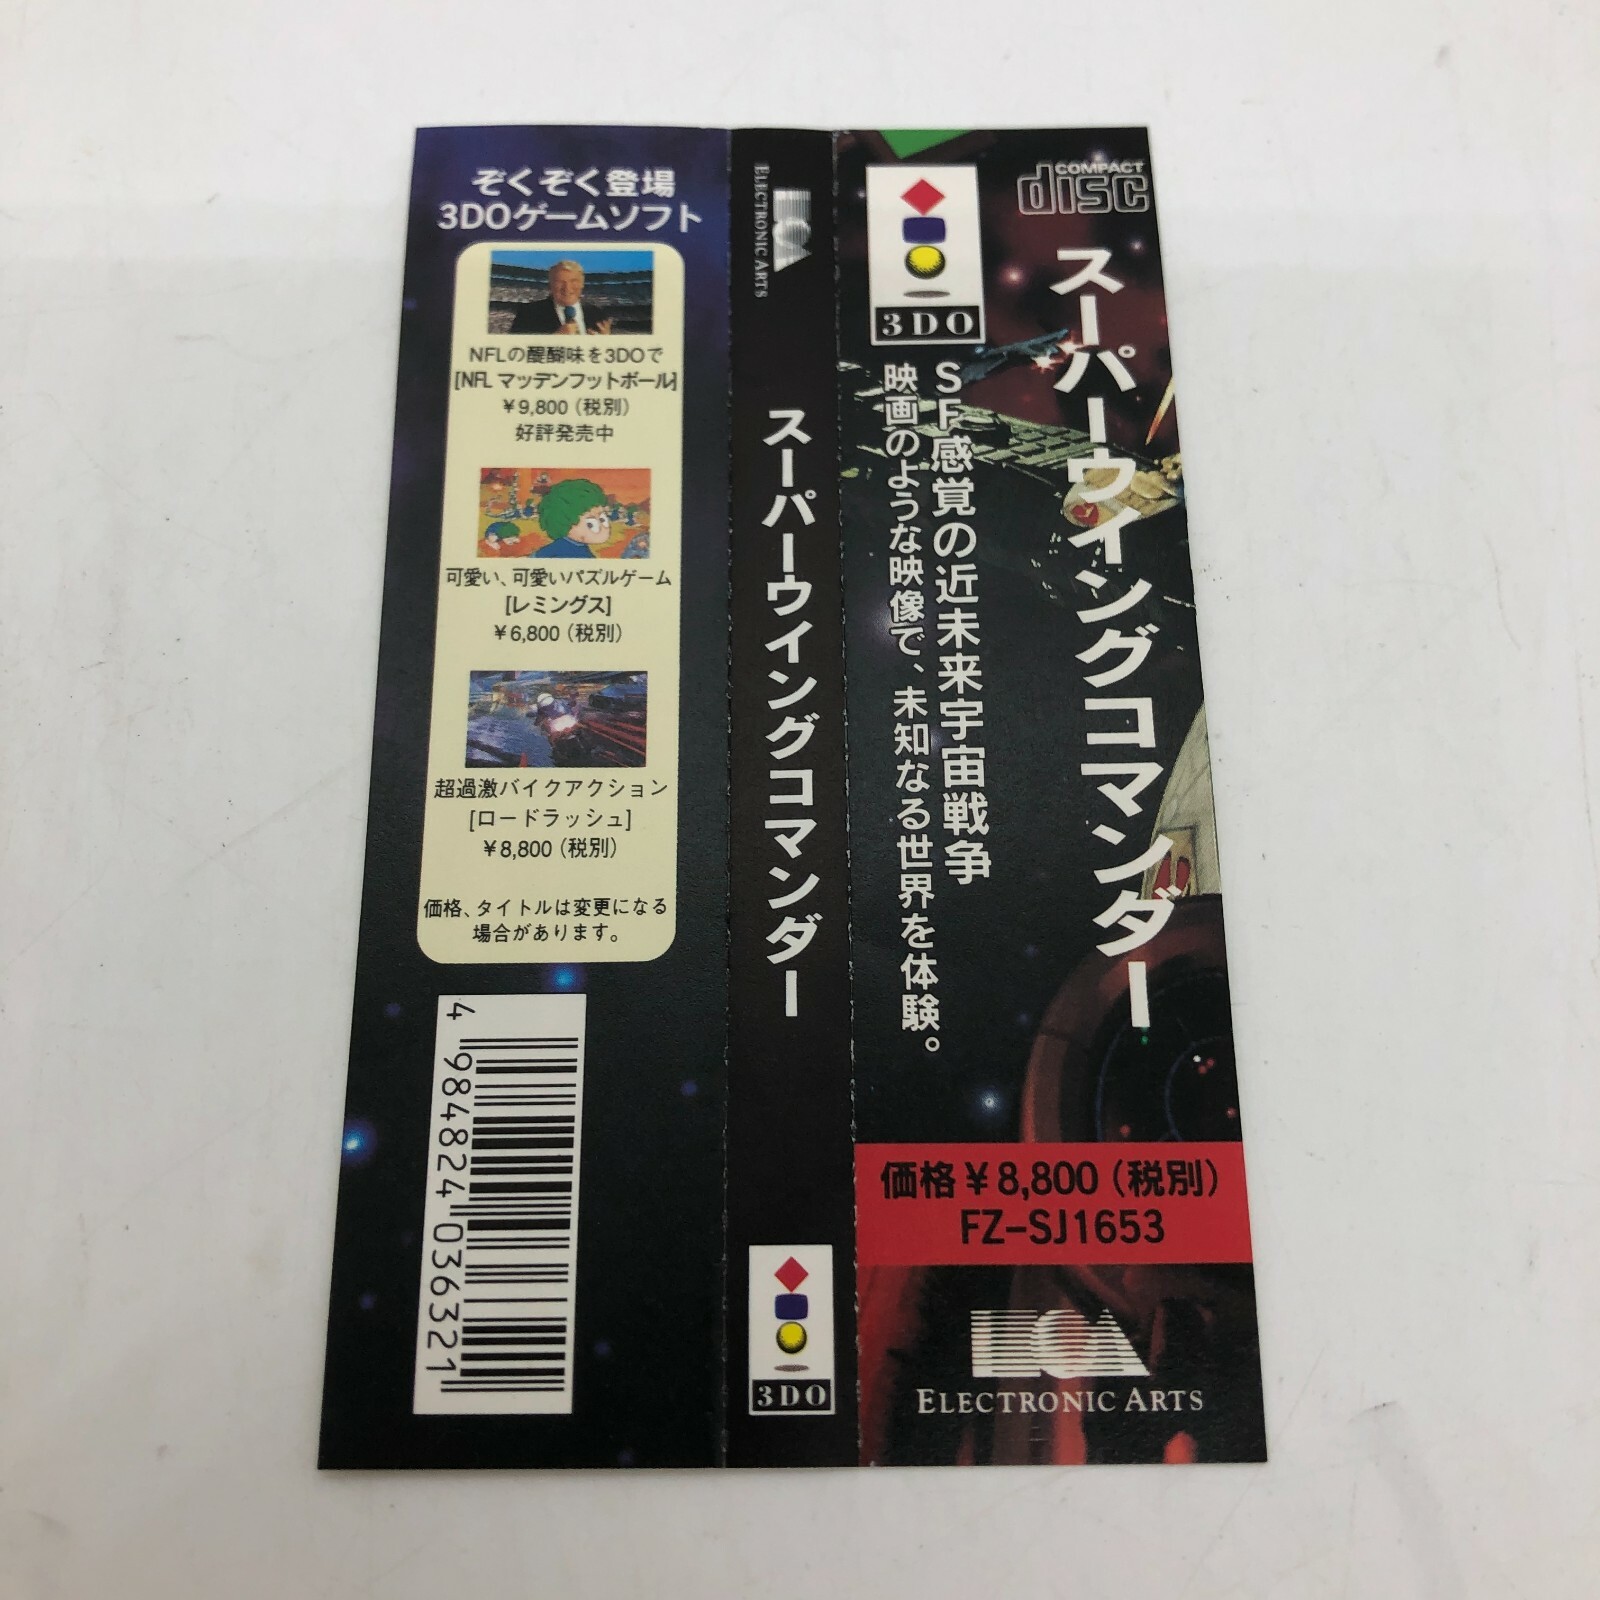 ぞくぞく登場
3DOゲームソフト
NFLの醍醐味を3DOで
[NFL マッデンフットボール]
¥9,800（税別）
好評発売中
可愛い、可愛いパズルゲーム
[レミングス]
¥6,800（税別）
超過激バイクアクション
[ロードラッシュ]
¥8,800（税別）
価格、タイトルは変更になる
場合があります。
4 984824 036321
ELECTRONIC ARTS
スーパーウイングコマンダー
3DO
COMPACT
disc
3DO
スーパーウイングコマンダー
SF感覚の近未来宇宙戦争
映画のような映像で、未知なる世界を体験。
価格¥8,800（税別）
FZ-SJ1653
ELECTRONIC ARTS